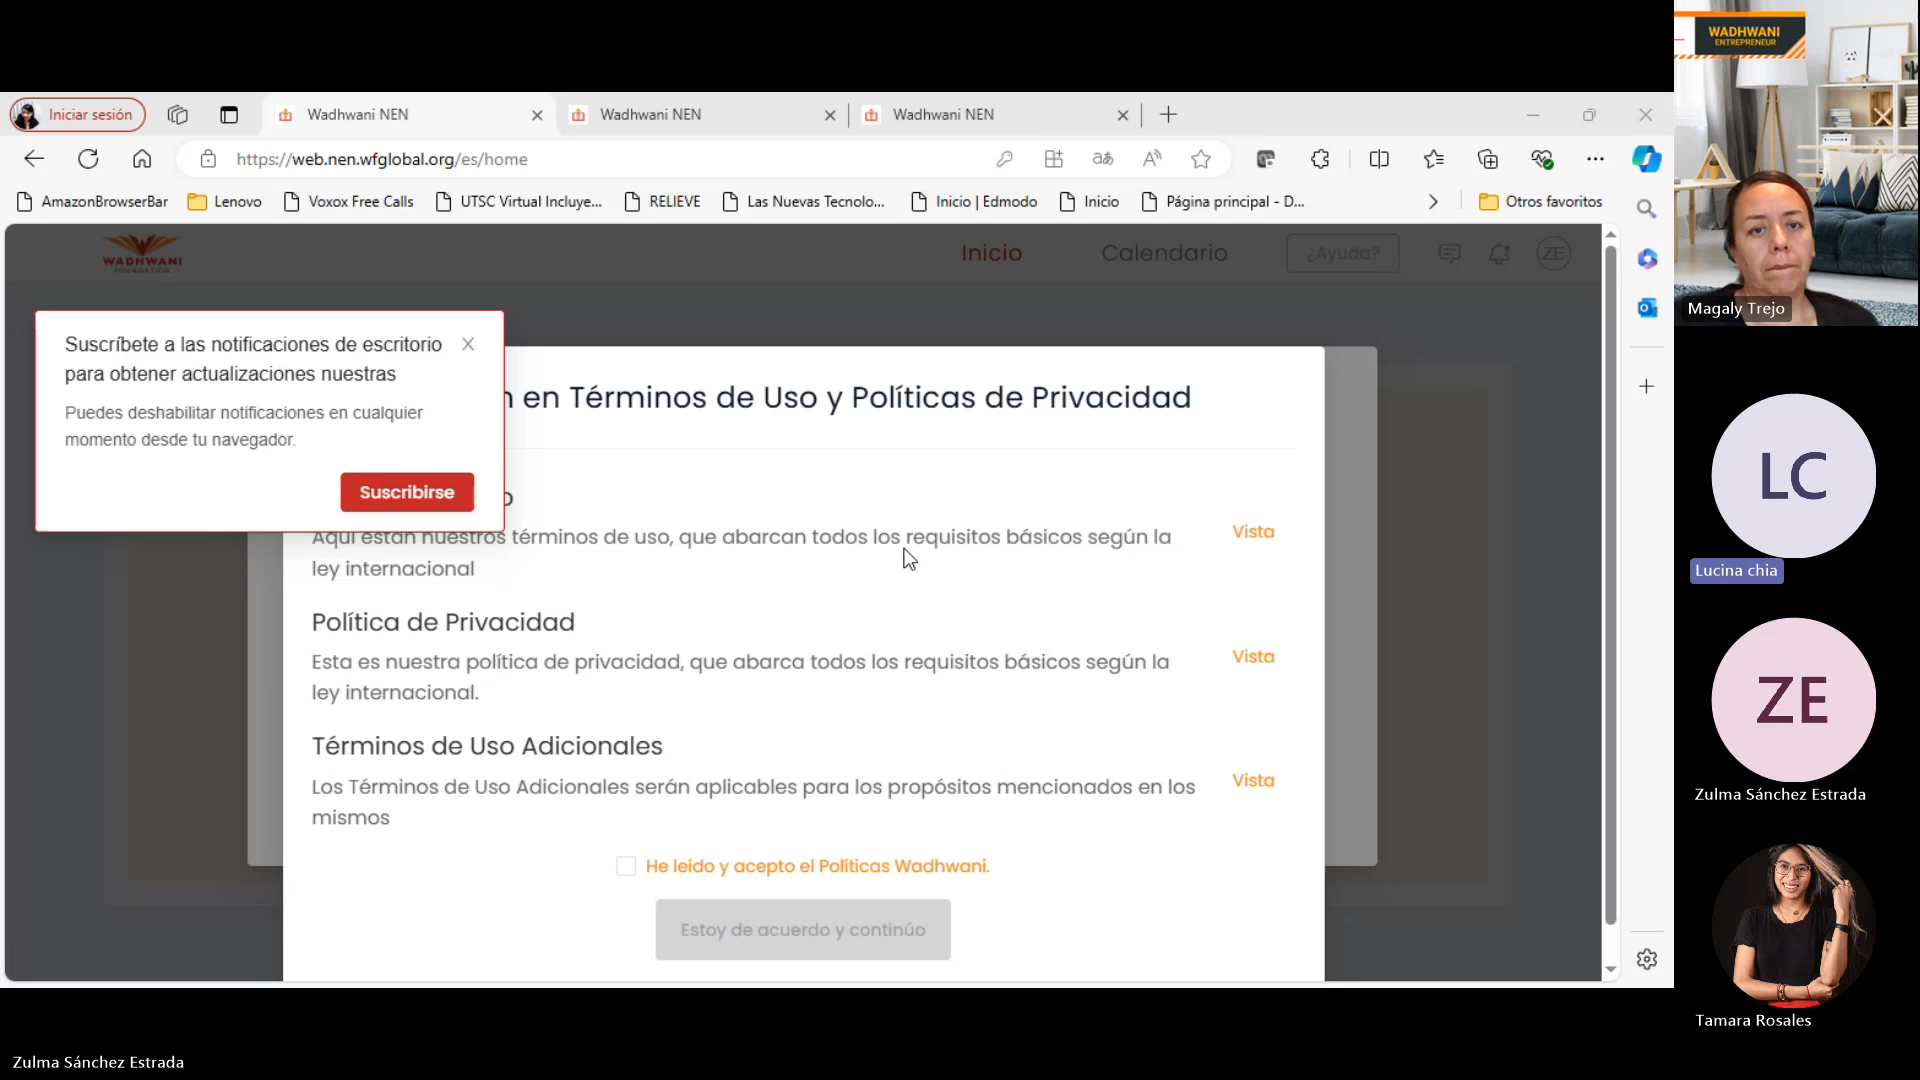 WADHWANI
ENTREPRENEUR
Iniciar sesión
Wadhwani NEN
Wadhwani NEN
Wadhwani NEN
https://web.nen.wfglobal.org/es/home
AmazonBrowserBar
Lenovo
Voxox Free Calls
UTSC Virtual Incluye...
RELIEVE
Las Nuevas Tecnolo...
Inicio | Edmodo
Inicio
Página principal - D...
Otros favoritos
WADHWANI
FOUNDATION
Inicio
Calendario
¿Ayuda?
ZE
Suscríbete a las notificaciones de escritorio
para obtener actualizaciones nuestras
Puedes deshabilitar notificaciones en cualquier
momento desde tu navegador.
Suscribirse
en Términos de Uso y Políticas de Privacidad
Aquí están nuestros términos de uso, que abarcan todos los requisitos básicos según la
ley internacional
Vista
Política de Privacidad
Esta es nuestra política de privacidad, que abarca todos los requisitos básicos según la
ley internacional.
Vista
Términos de Uso Adicionales
Los Términos de Uso Adicionales serán aplicables para los propósitos mencionados en los
mismos
Vista
He leído y acepto el Políticas Wadhwani.
Estoy de acuerdo y continúo
Magaly Trejo
LC
Lucina chia
ZE
Zulma Sánchez Estrada
Tamara Rosales
Zulma Sánchez Estrada